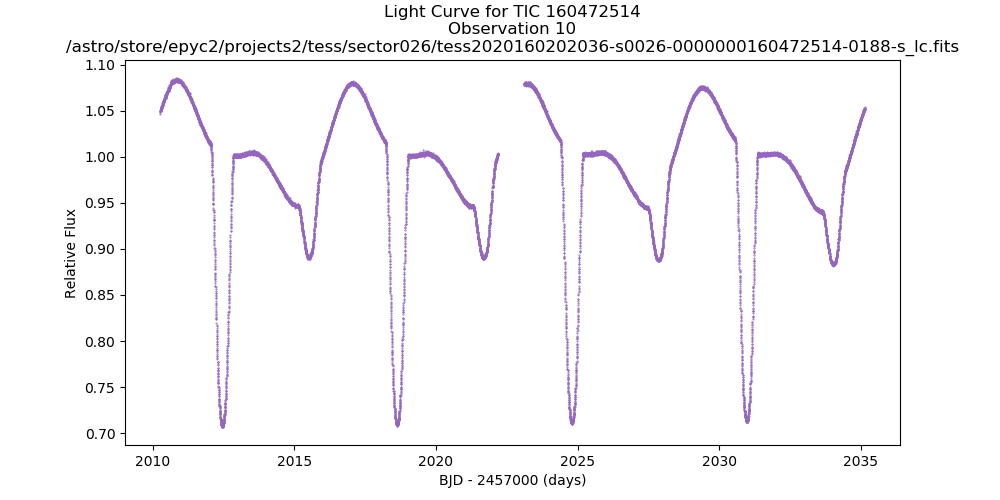 Light Curve for TIC 160472514
Observation 10
/astro/store/epyc2/projects2/tess/sector026/tess2020160202036-s0026-0000000160472514-0188-s_lc.fits
1.10
1.05
1.00
0.95
0.90
0.85
0.80
0.75
0.70
Relative Flux
2010 2015 2020 2025 2030 2035
BJD - 2457000 (days)